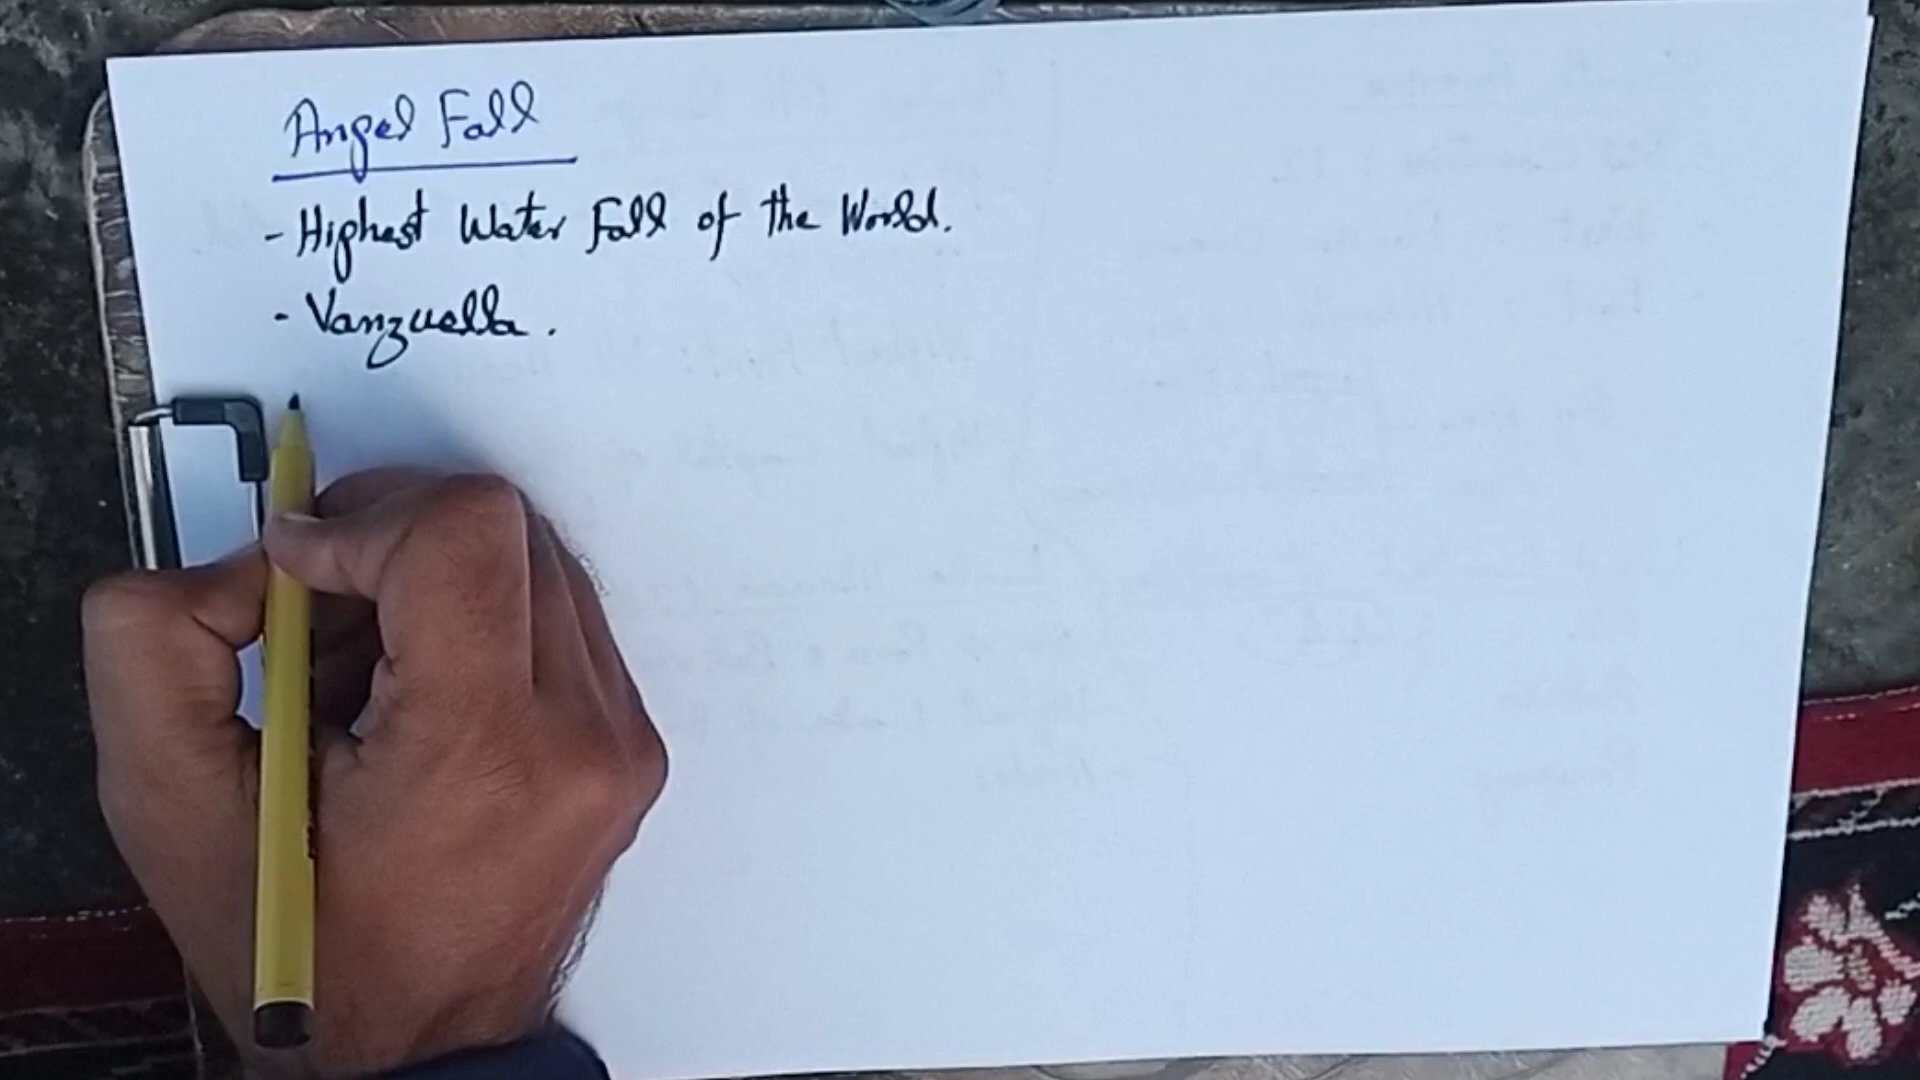 Angel Fall
- Highest Water Fall of the World.
- Vanzuella.